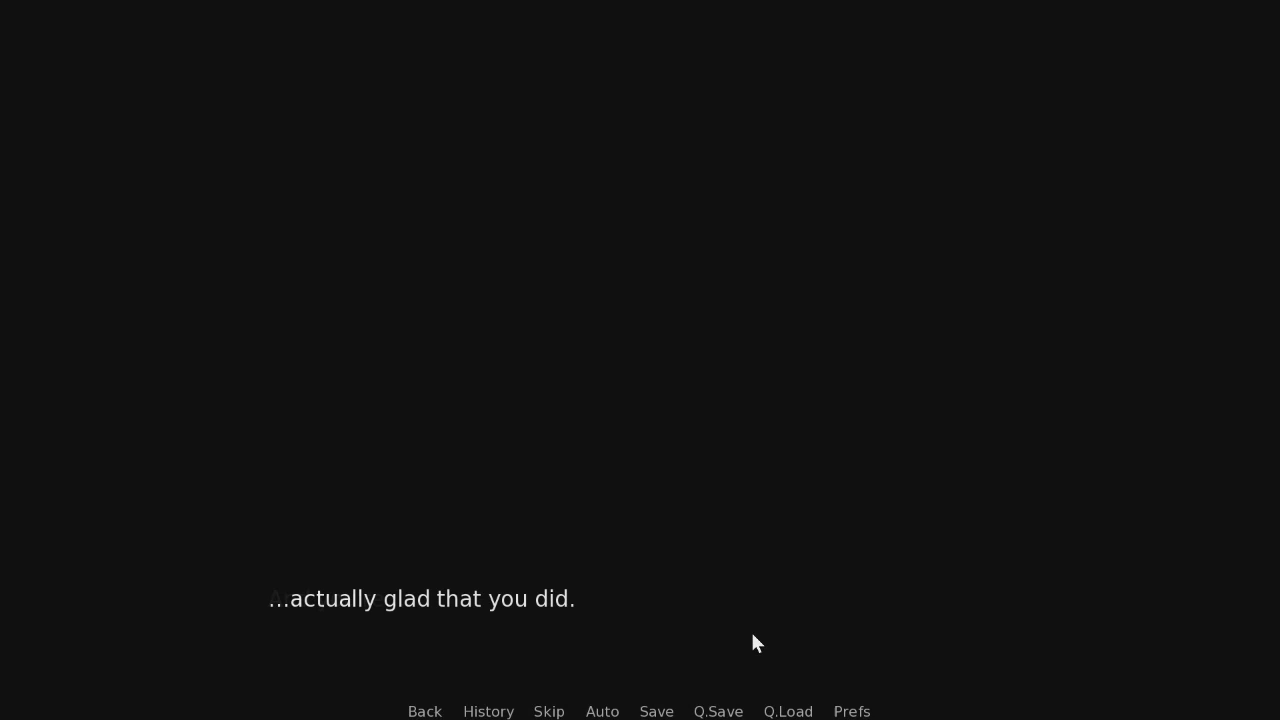 ...actually glad that you did.
Back History Skip Auto Save Q.Save Q.Load Prefs